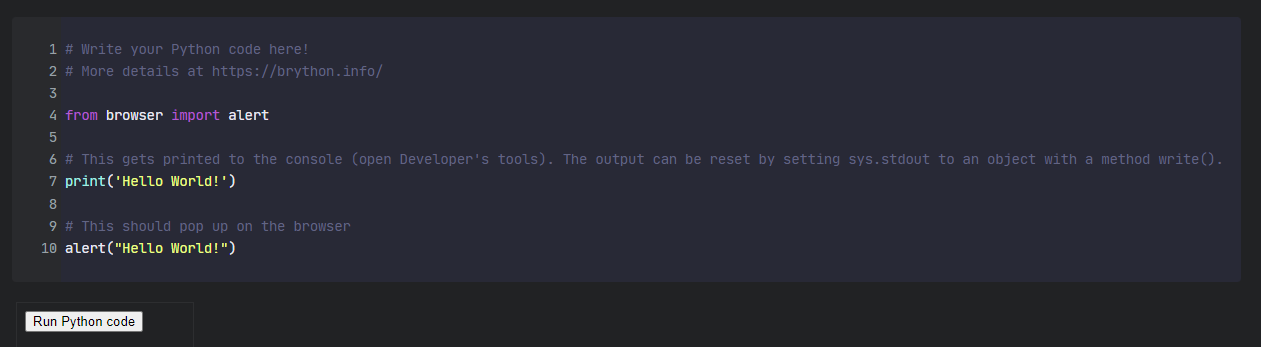 1 # Write your Python code here!
2 # More details at https://brython.info/
3
4 from browser import alert
5
6 # This gets printed to the console (open Developer's tools). The output can be reset by setting sys.stdout to an object with a method write().
7 print('Hello World!')
8
9 # This should pop up on the browser
10 alert("Hello World!")
Run Python code